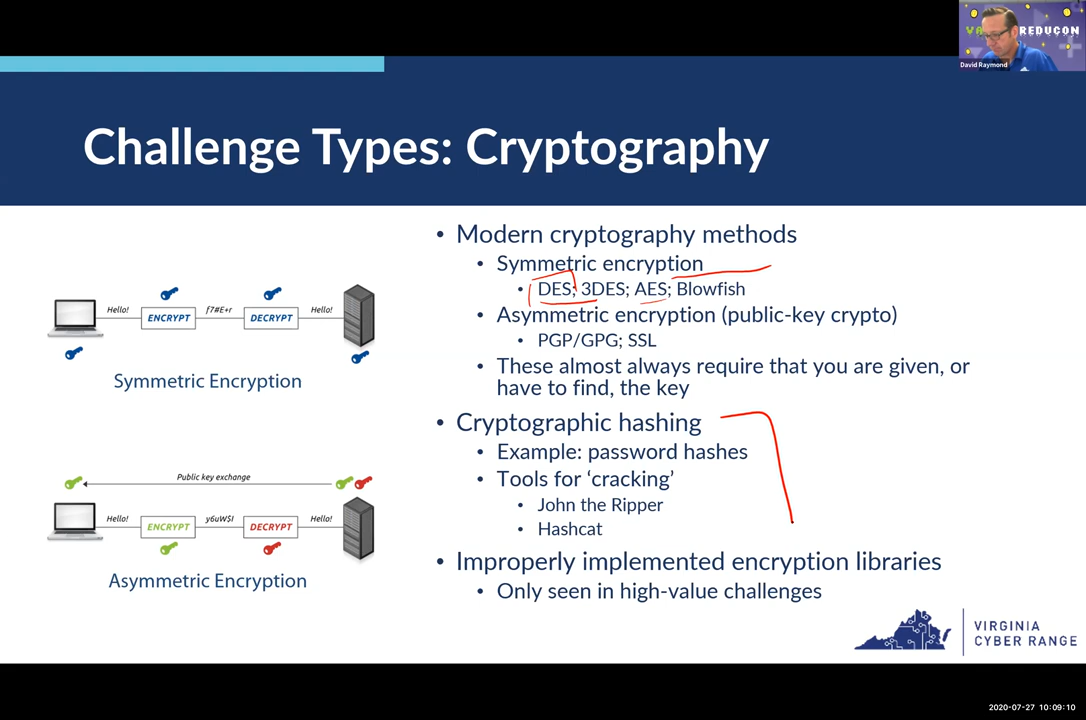 REDUCON
David Raymond
Challenge Types: Cryptography
• Modern cryptography methods
• Symmetric encryption
• DES; 3DES; AES; Blowfish
• Asymmetric encryption (public-key crypto)
• PGP/GPG; SSL
• These almost always require that you are given, or
have to find, the key
• Cryptographic hashing
• Example: password hashes
• Tools for ‘cracking’
• John the Ripper
• Hashcat
• Improperly implemented encryption libraries
• Only seen in high-value challenges
Hello! ENCRYPT f7#E+r DECRYPT Hello!
Symmetric Encryption
Public key exchange
Hello! ENCRYPT y6uW$I DECRYPT Hello!
Asymmetric Encryption
VIRGINIA
CYBER RANGE
2020-07-27 10:09:10